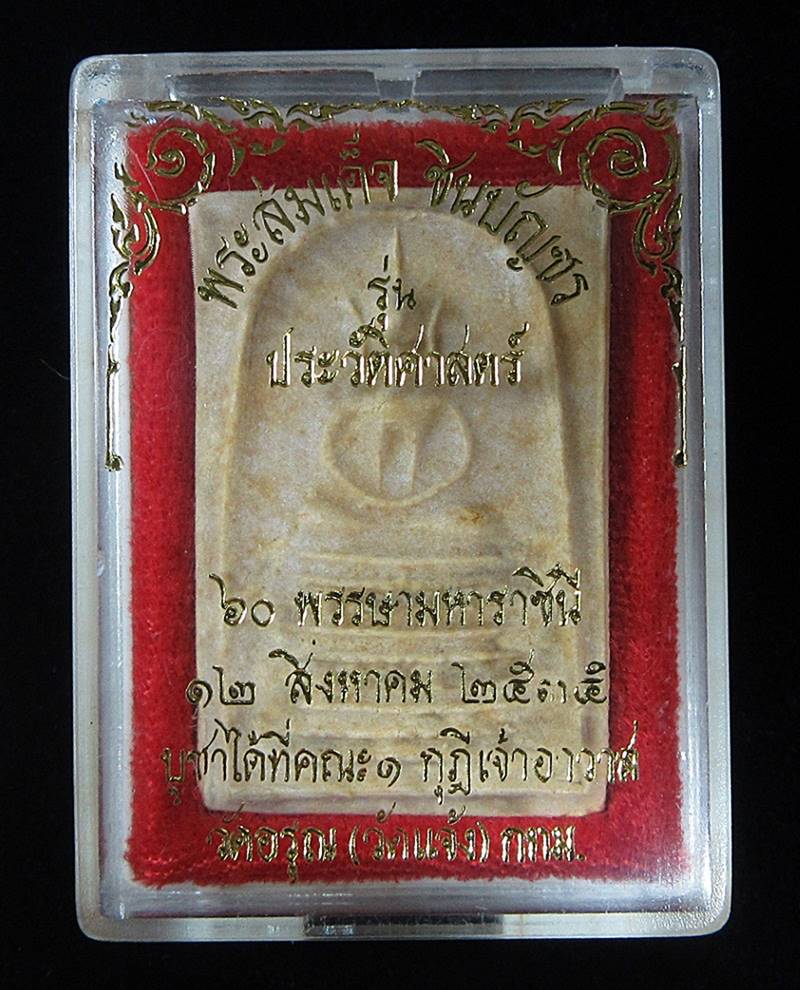 พระสมเด็จ ชินบัญชร
รุ่น
ประวัติศาสตร์
๖๐ พรรษามหาราชินี
๑๒ สิงหาคม ๒๕๓๕
บูชาได้ที่คณะ๑ กุฏิเจ้าอาวาส
วัดอรุณ (วัดแจ้ง) กทม.